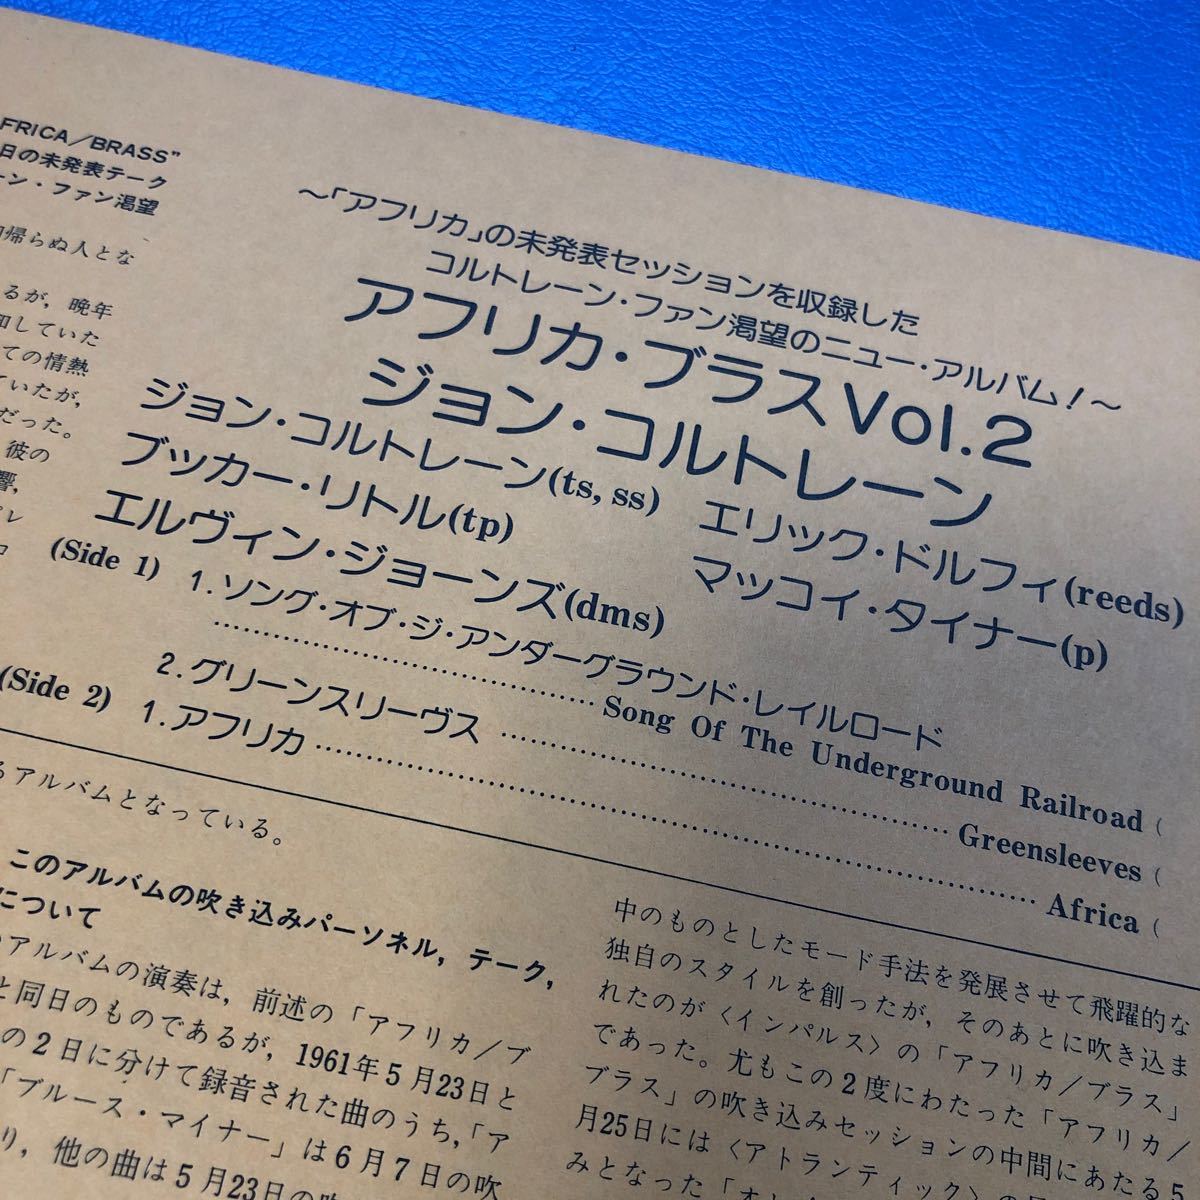 FRICA／BRASS”
日の未発表テーク
ーン・ファン渇望
帰らぬ人とな
るが，晩年
知していた
ての情熱
ていたが，
だった。
彼の
響，
〜「アフリカ」の未発表セッションを収録した
コルトレーン・ファン渇望のニュー・アルバム！〜
アフリカ・ブラスVol.2
ジョン・コルトレーン
ジョン・コルトレーン(ts, ss) エリック・ドルフィ(reeds)
ブッカー・リトル(tp) マッコイ・タイナー(p)
エルヴィン・ジョーンズ(dms)
(Side 1) 1.ソング・オブ・ジ・アンダーグラウンド・レイルロード
……………………………… Song Of The Underground Railroad (
2.グリーンスリーヴス ……………………………… Greensleeves (
(Side 2) 1.アフリカ ……………………………………………… Africa (
るアルバムとなっている。
このアルバムの吹き込みパーソネル，テーク，
について
のアルバムの演奏は，前述の「アフリカ／ブ
と同日のものであるが，1961年5月23日と
の2日に分けて録音された曲のうち，「ア
「ブルース・マイナー」は6月7日の吹
り，他の曲は5月23日の吹
中のものとしたモード手法を発展させて飛躍的な
独自のスタイルを創ったが，そのあとに吹き込ま
れたのが〈インパルス〉の「アフリカ／ブラス」
であった。尤もこの2度にわたった「アフリカ／
ブラス」の吹き込みセッションの中間にあたる5
月25日には〈アトランティック〉の
みとなった「オレ